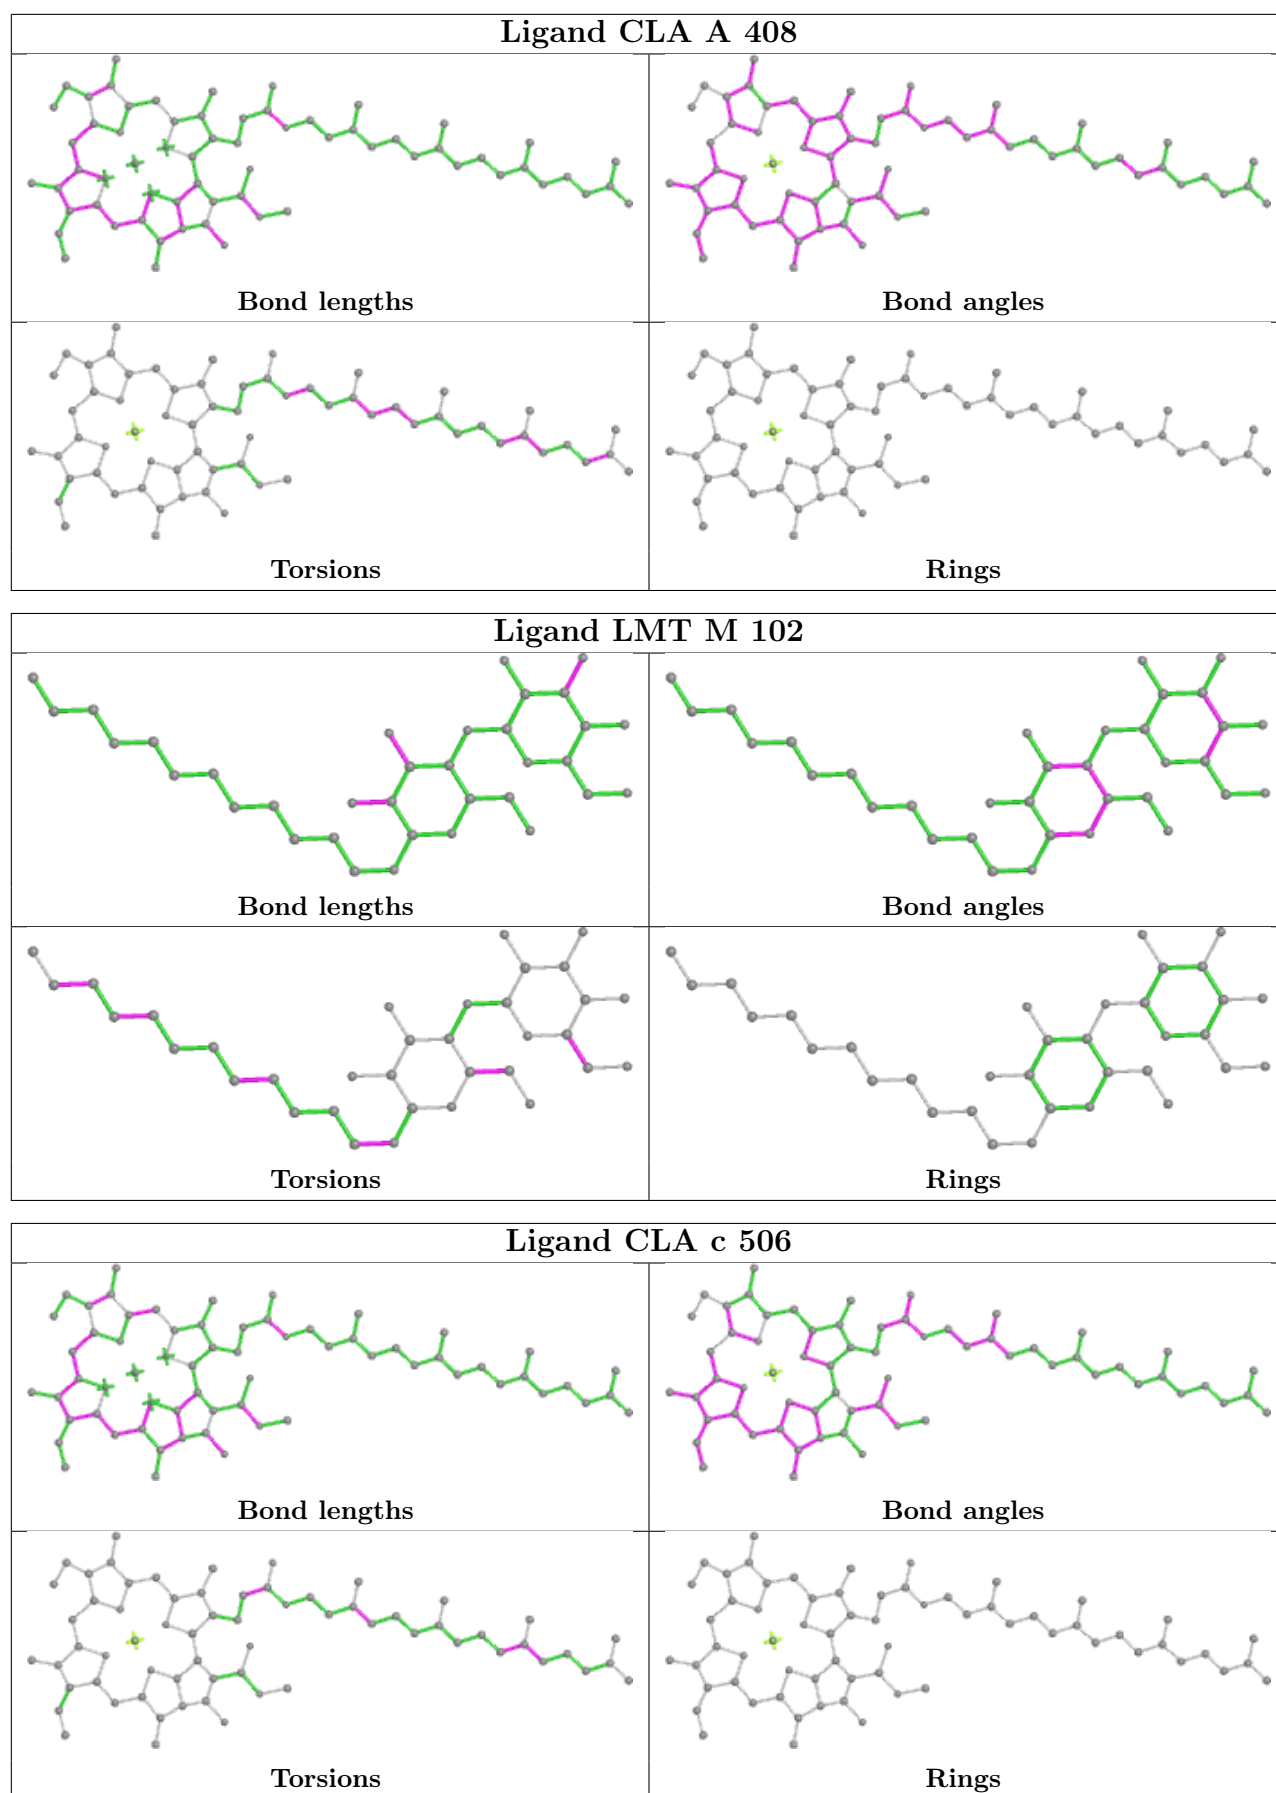 Ligand CLA A 408
Bond lengths
Bond angles
Torsions
Rings
Ligand LMT M 102
Bond lengths
Bond angles
Torsions
Rings
Ligand CLA c 506
Bond lengths
Bond angles
Torsions
Rings